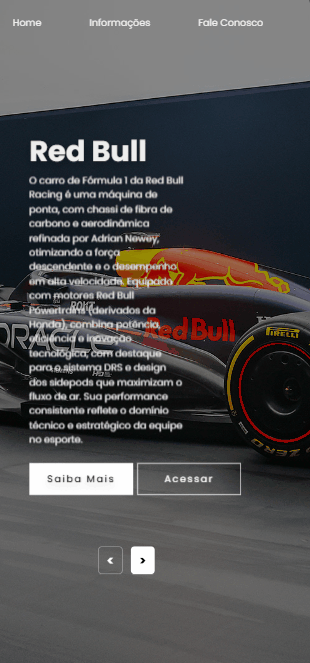 Home Informações Fale Conosco
Red Bull
O carro de Fórmula 1 da Red Bull
Racing é uma máquina de
ponta, com chassi de fibra de
carbono e aerodinâmica
refinada por Adrian Newey,
otimizando a força
descendente e o desempenho
em alta velocidade. Equipado
com motores Red Bull
Powertrains (derivados da
Honda), combina potência,
eficiência e inovação
tecnológica, com destaque
para o sistema DRS e design
dos sidepods que maximizam o
fluxo de ar. Sua performance
consistente reflete o domínio
técnico e estratégico da equipe
no esporte.
Red Bull
PIRELLI
ZERO
Saiba Mais Acessar
< >